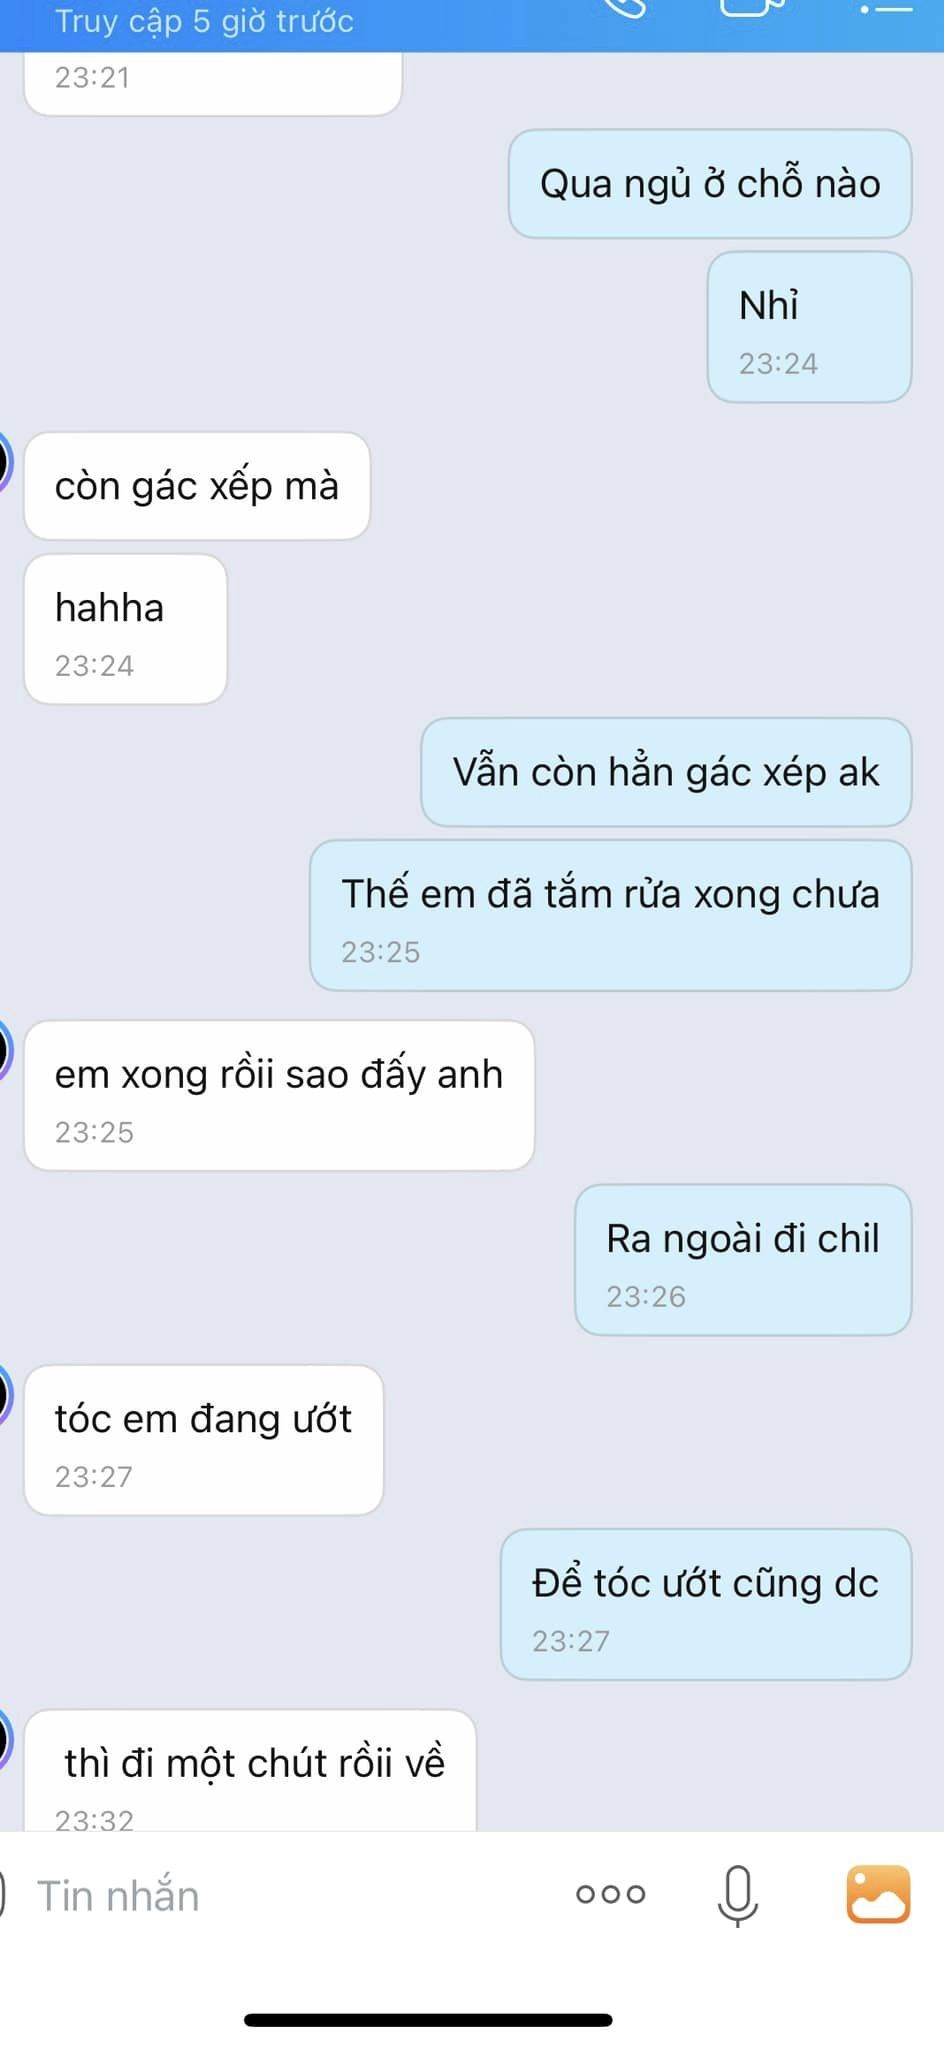 Truy cập 5 giờ trước
23:21
Qua ngủ ở chỗ nào
Nhỉ
23:24
còn gác xếp mà
hahha
23:24
Vẫn còn hẳn gác xép ak
Thế em đã tắm rửa xong chưa
23:25
em xong rồii sao đấy anh
23:25
Ra ngoài đi chil
23:26
tóc em đang ướt
23:27
Để tóc ướt cũng dc
23:27
thì đi một chút rồii về
23:32
Tin nhắn